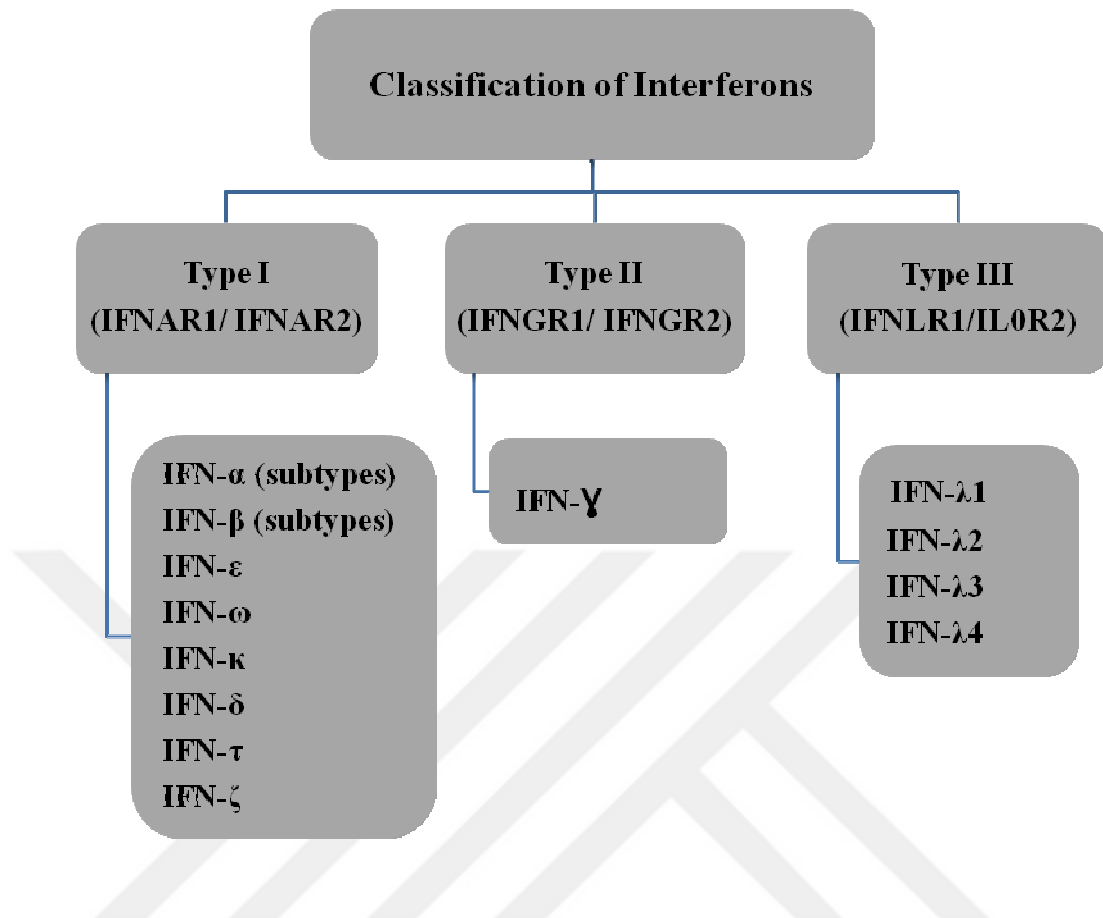 Classification of Interferons
Type I
(IFNAR1/ IFNAR2)
Type II
(IFNGR1/ IFNGR2)
Type III
(IFNLR1/IL0R2)
IFN-α (subtypes)
IFN-β (subtypes)
IFN-ε
IFN-ω
IFN-κ
IFN-δ
IFN-τ
IFN-ζ
IFN-Ɣ
IFN-λ1
IFN-λ2
IFN-λ3
IFN-λ4